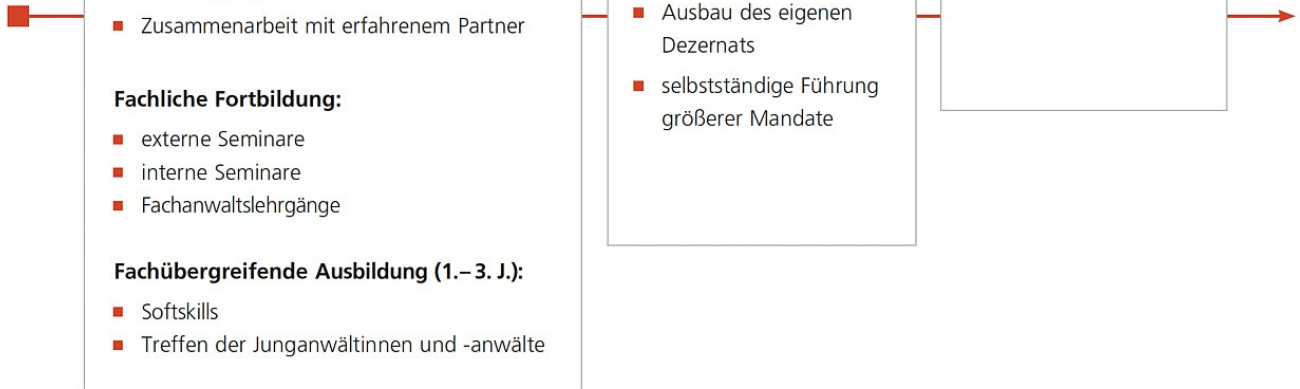 Zusammenarbeit mit erfahrenem Partner
Fachliche Fortbildung:
externe Seminare
interne Seminare
Fachanwaltslehrgänge
Fachübergreifende Ausbildung (1.– 3. J.):
Softskills
Treffen der Junganwältinnen und -anwälte
Ausbau des eigenen
Dezernats
selbstständige Führung
größerer Mandate